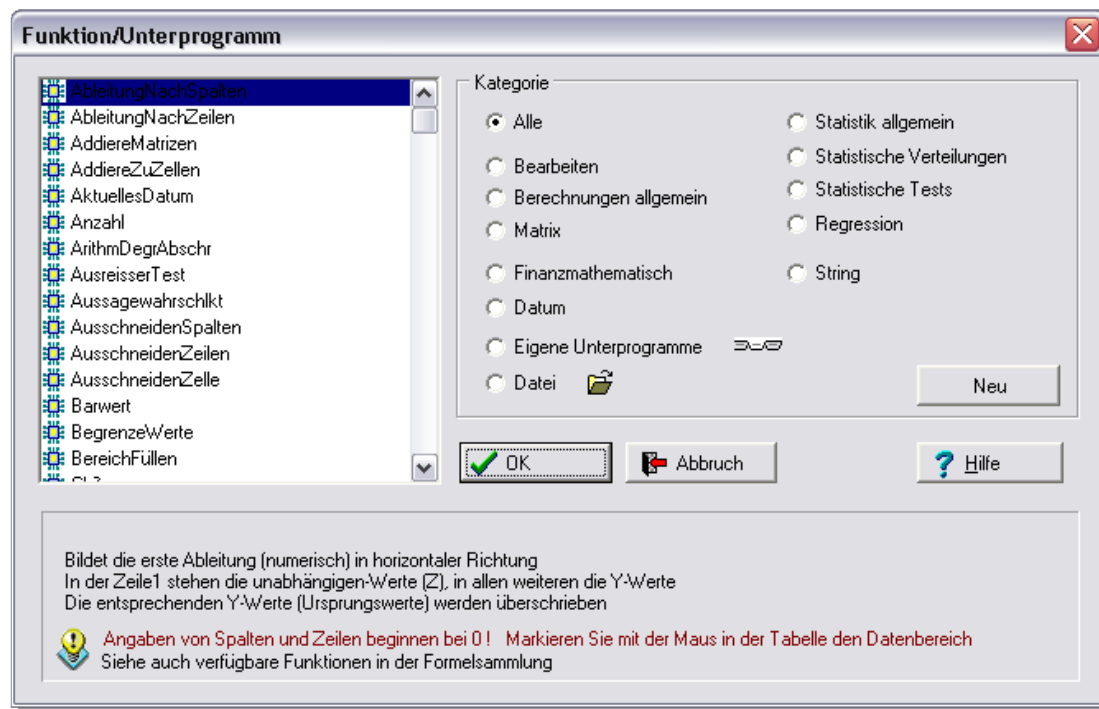 Funktion/Unterprogramm
AbleitungNachSpalten
AbleitungNachZeilen
AddiereMatrizen
AddiereZuZellen
AktuellesDatum
Anzahl
ArithmDegrAbschr
AusreisserTest
Aussagewahrschlkt
AusschneidenSpalten
AusschneidenZeilen
AusschneidenZelle
Barwert
BegrenzeWerte
BereichFüllen
Kategorie
Alle
Bearbeiten
Berechnungen allgemein
Matrix
Finanzmathematisch
Datum
Eigene Unterprogramme
Datei
Statistik allgemein
Statistische Verteilungen
Statistische Tests
Regression
String
Neu
OK
Abbruch
Hilfe
Bildet die erste Ableitung (numerisch) in horizontaler Richtung
In der Zeile1 stehen die unabhängigen-Werte (Z), in allen weiteren die Y-Werte
Die entsprechenden Y-Werte (Ursprungswerte) werden überschrieben
Angaben von Spalten und Zeilen beginnen bei 0 ! Markieren Sie mit der Maus in der Tabelle den Datenbereich
Siehe auch verfügbare Funktionen in der Formelsammlung